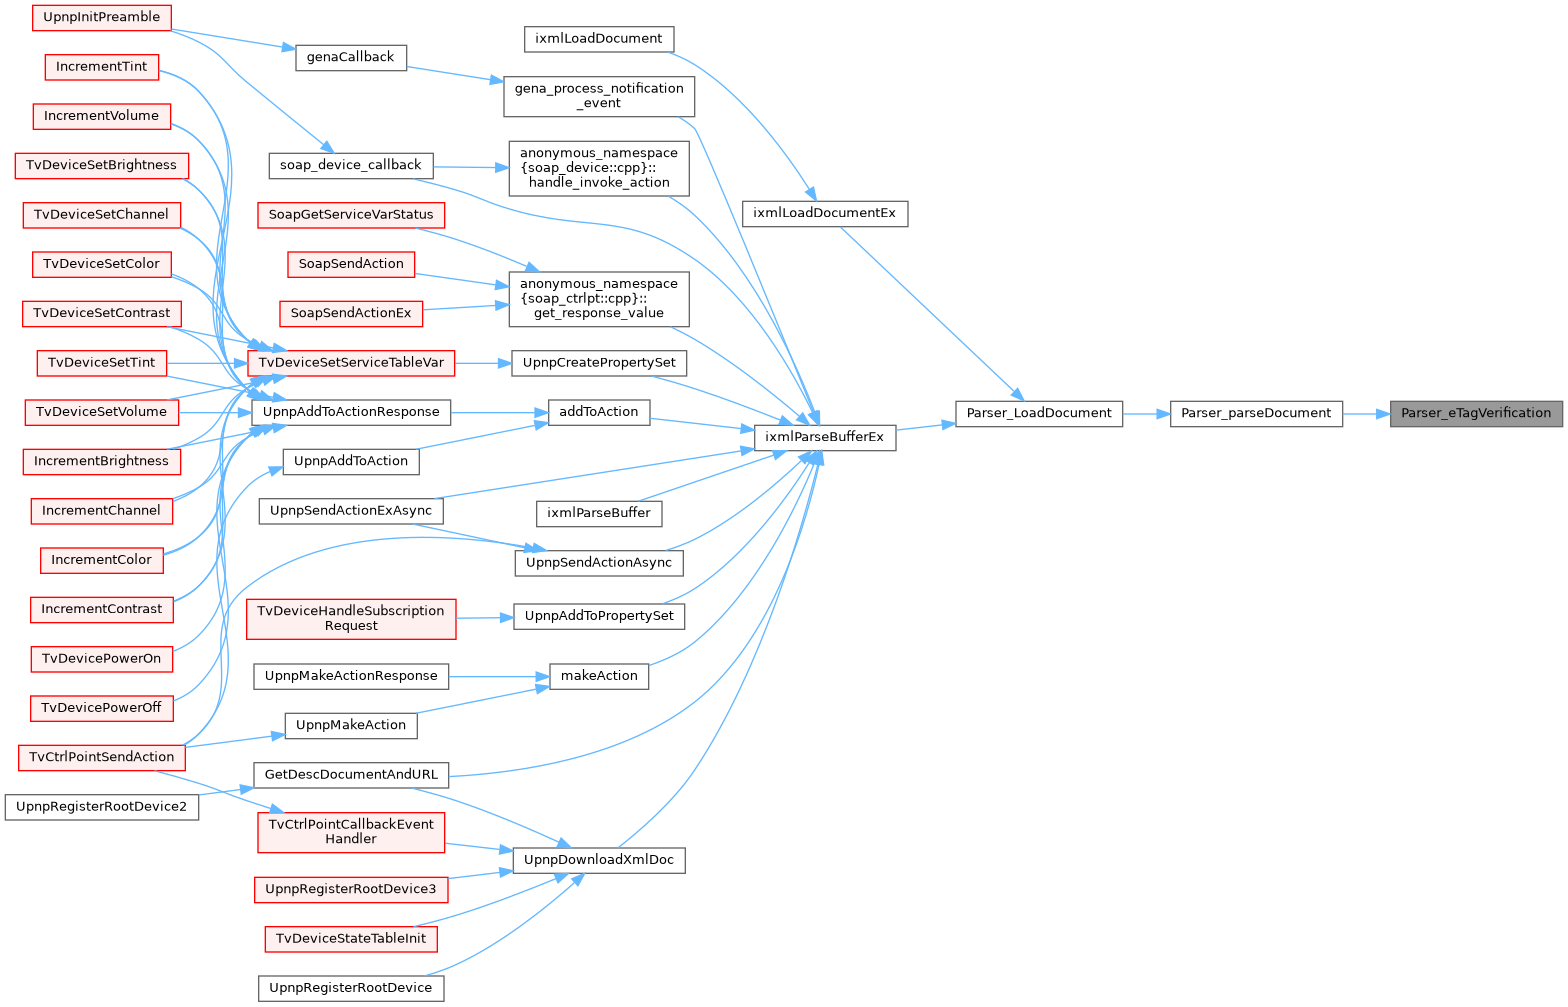 UpnpInitPreamble
IncrementTint
IncrementVolume
TvDeviceSetBrightness
TvDeviceSetChannel
TvDeviceSetColor
TvDeviceSetContrast
TvDeviceSetTint
TvDeviceSetVolume
IncrementBrightness
IncrementChannel
IncrementColor
IncrementContrast
TvDevicePowerOn
TvDevicePowerOff
TvCtrlPointSendAction
UpnpRegisterRootDevice2
genaCallback
soap_device_callback
SoapGetServiceVarStatus
SoapSendAction
SoapSendActionEx
TvDeviceSetServiceTableVar
UpnpAddToActionResponse
UpnpAddToAction
UpnpSendActionExAsync
TvDeviceHandleSubscription
Request
UpnpMakeActionResponse
UpnpMakeAction
GetDescDocumentAndURL
TvCtrlPointCallbackEvent
Handler
UpnpRegisterRootDevice3
TvDeviceStateTableInit
UpnpRegisterRootDevice
ixmlLoadDocument
gena_process_notification
_event
anonymous_namespace
{soap_device::cpp}::
handle_invoke_action
anonymous_namespace
{soap_ctrlpt::cpp}::
get_response_value
UpnpCreatePropertySet
addToAction
ixmlParseBuffer
UpnpSendActionAsync
UpnpAddToPropertySet
makeAction
UpnpDownloadXmlDoc
ixmlLoadDocumentEx
ixmlParseBufferEx
Parser_LoadDocument
Parser_parseDocument
Parser_eTagVerification